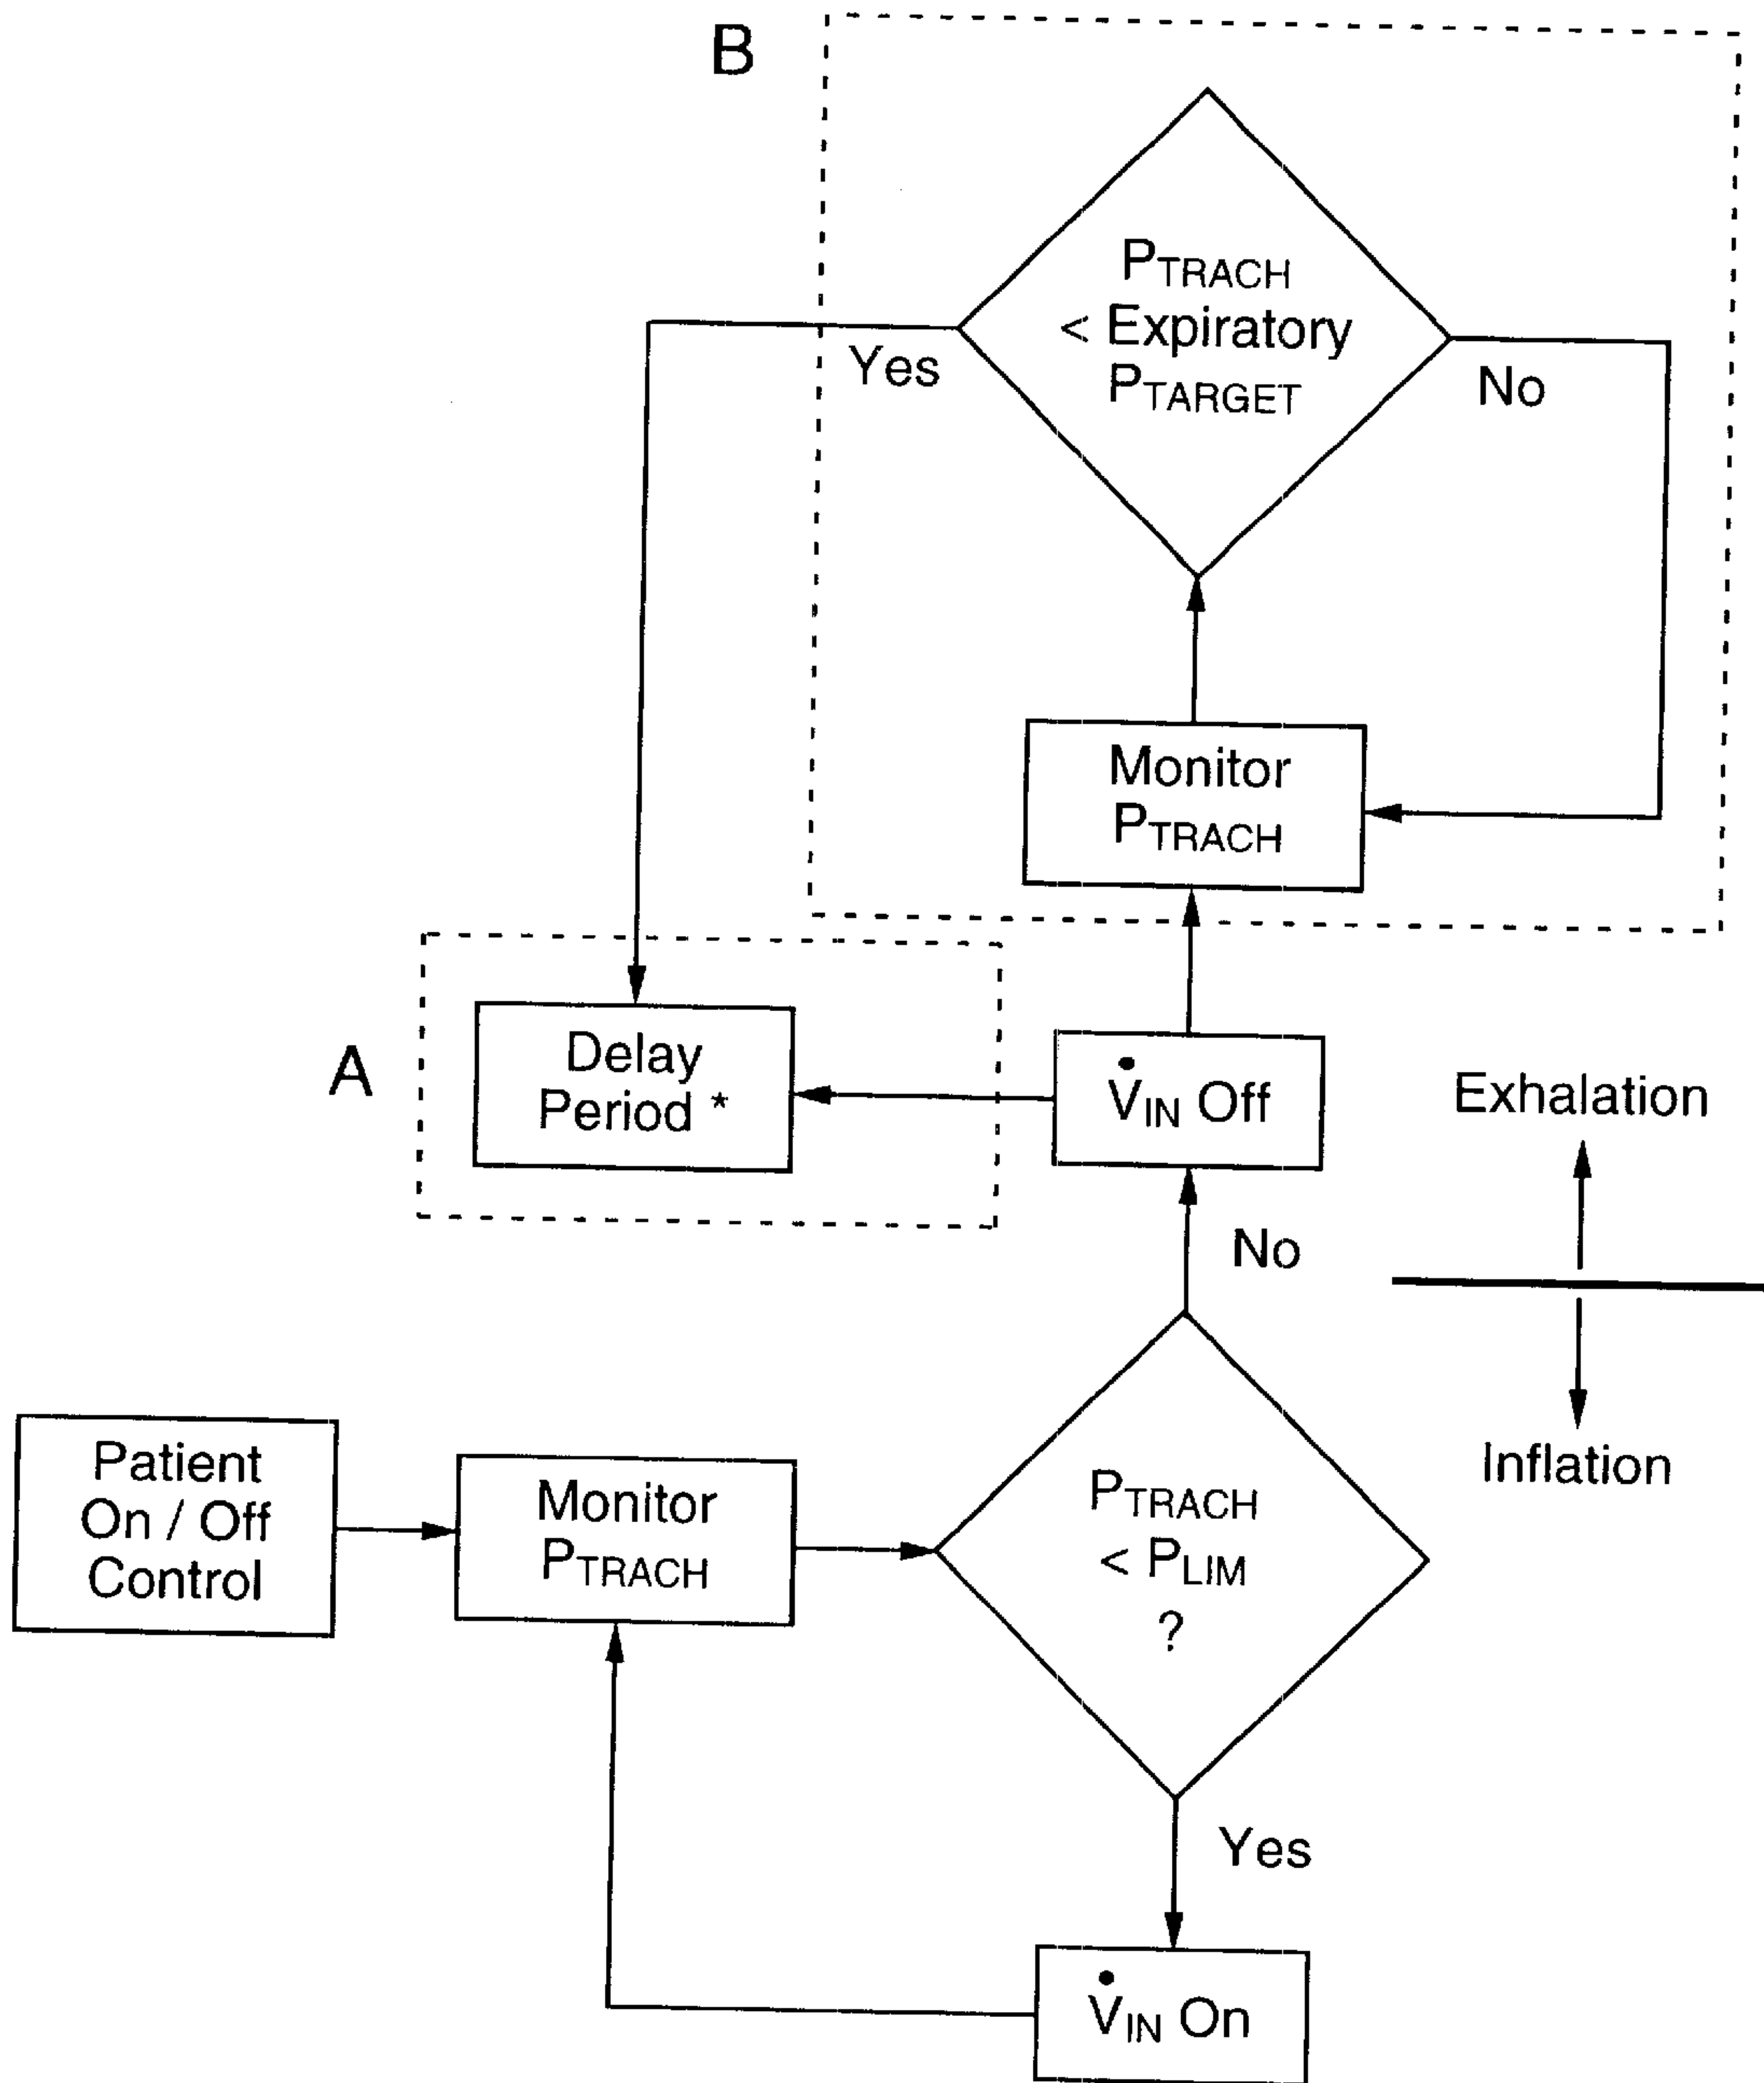 B
PTRACH
< Expiratory
PTARGET
Yes
No
Monitor
PTRACH
A
Delay
Period *
V̇IN Off
Exhalation
No
Inflation
Patient
On / Off
Control
Monitor
PTRACH
PTRACH
< PLIM
?
Yes
V̇IN On